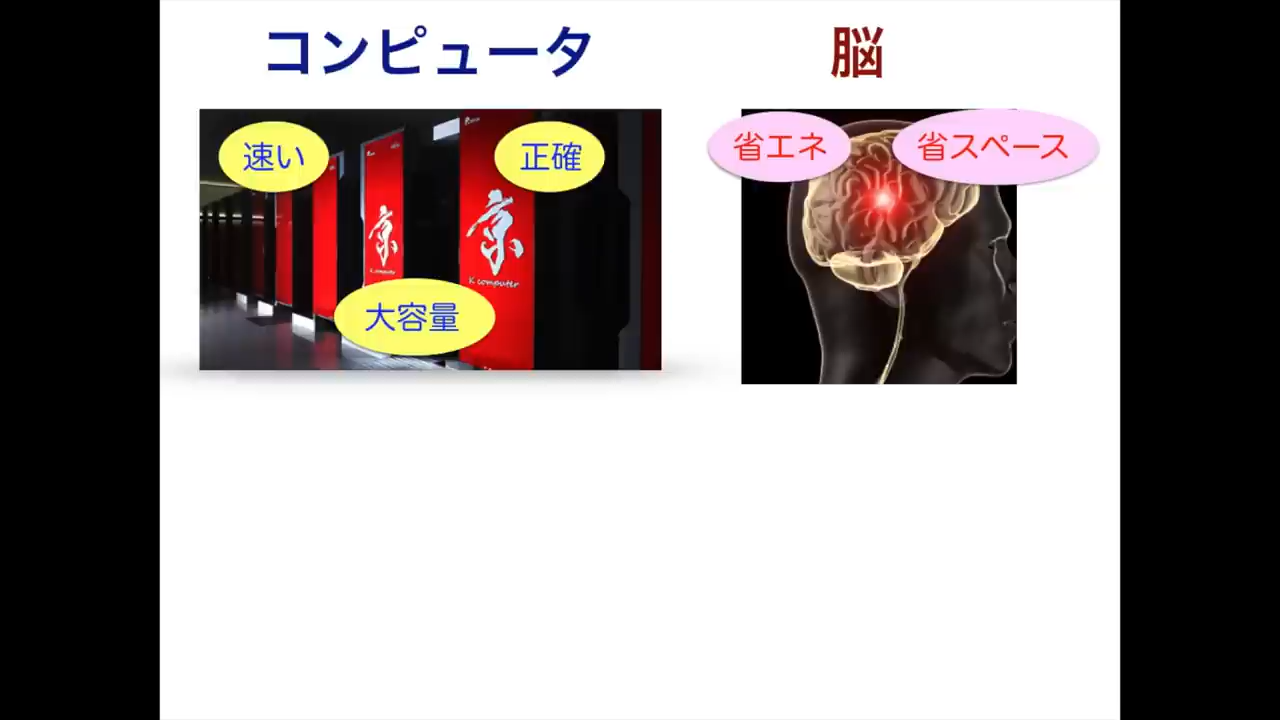 コンピュータ
脳
速い
正確
省エネ
省スペース
京
K computer
京
K computer
大容量